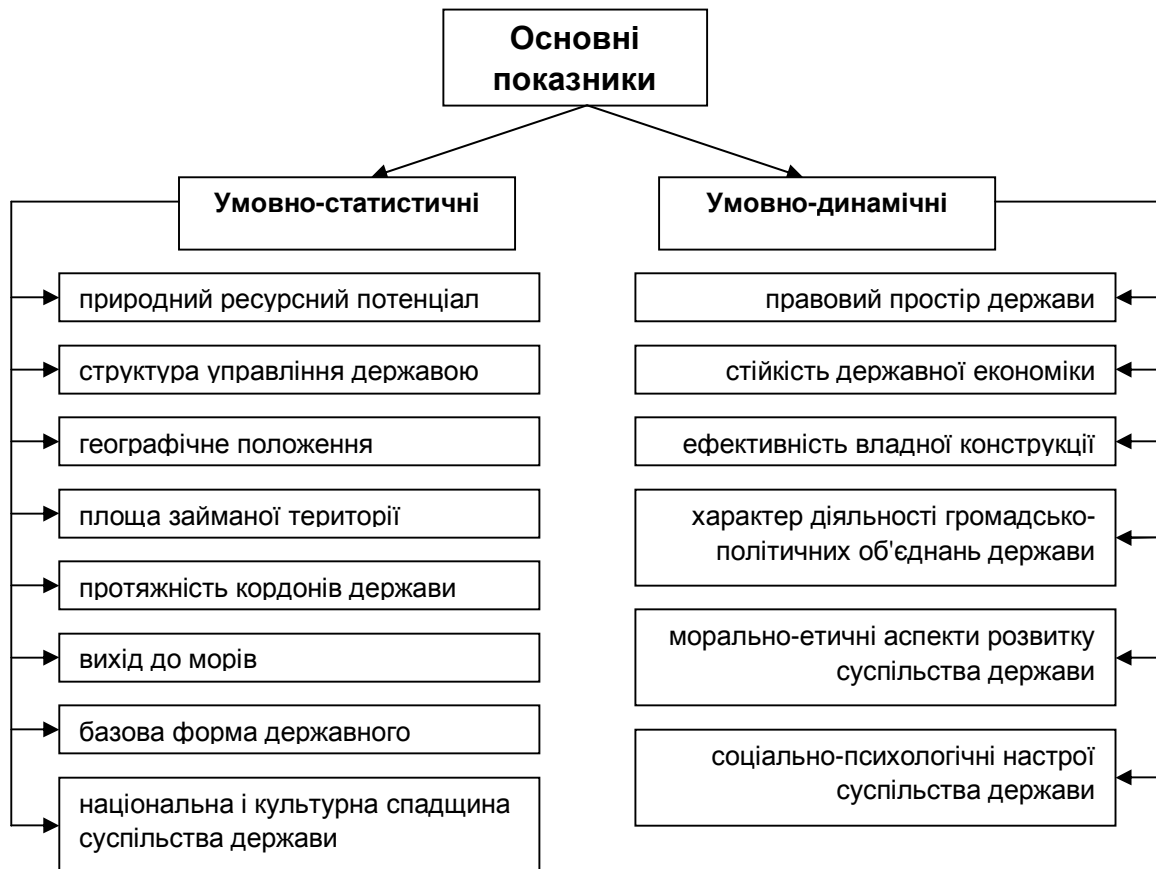 Основні
показники
Умовно-статистичні
Умовно-динамічні
природний ресурсний потенціал
структура управління державою
географічне положення
площа займаної території
протяжність кордонів держави
вихід до морів
базова форма державного
національна і культурна спадщина
суспільства держави
правовий простір держави
стійкість державної економіки
ефективність владної конструкції
характер діяльності громадсько-
політичних об'єднань держави
морально-етичні аспекти розвитку
суспільства держави
соціально-психологічні настрої
суспільства держави